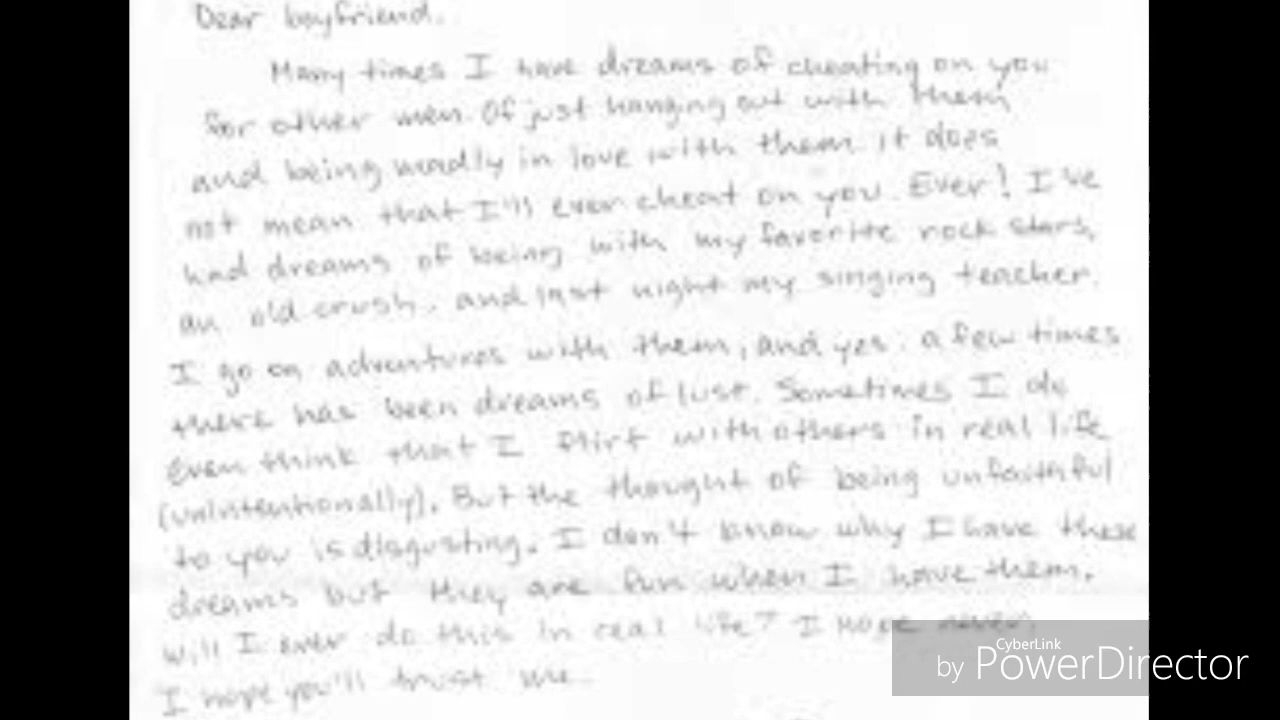 Dear boyfriend.
Many times I have dreams of cheating on you
for other men. Of just hanging out with them
and being madly in love with them. it does
not mean that I'll ever cheat on you. Ever! I've
had dreams of being with my favorite rock stars,
an old crush, and last night my singing teacher.
I go on adventures with them, and yes. a few times
there has been dreams of lust. Sometimes I do
even think that I flirt with others in real life
(unintentionally). But the thought of being unfaithful
to you is disgusting. I don't know why I have these
dreams but they are fun when I have them.
Will I ever do this in real life? I hope never
I hope you'll trust me
by CyberLink PowerDirector